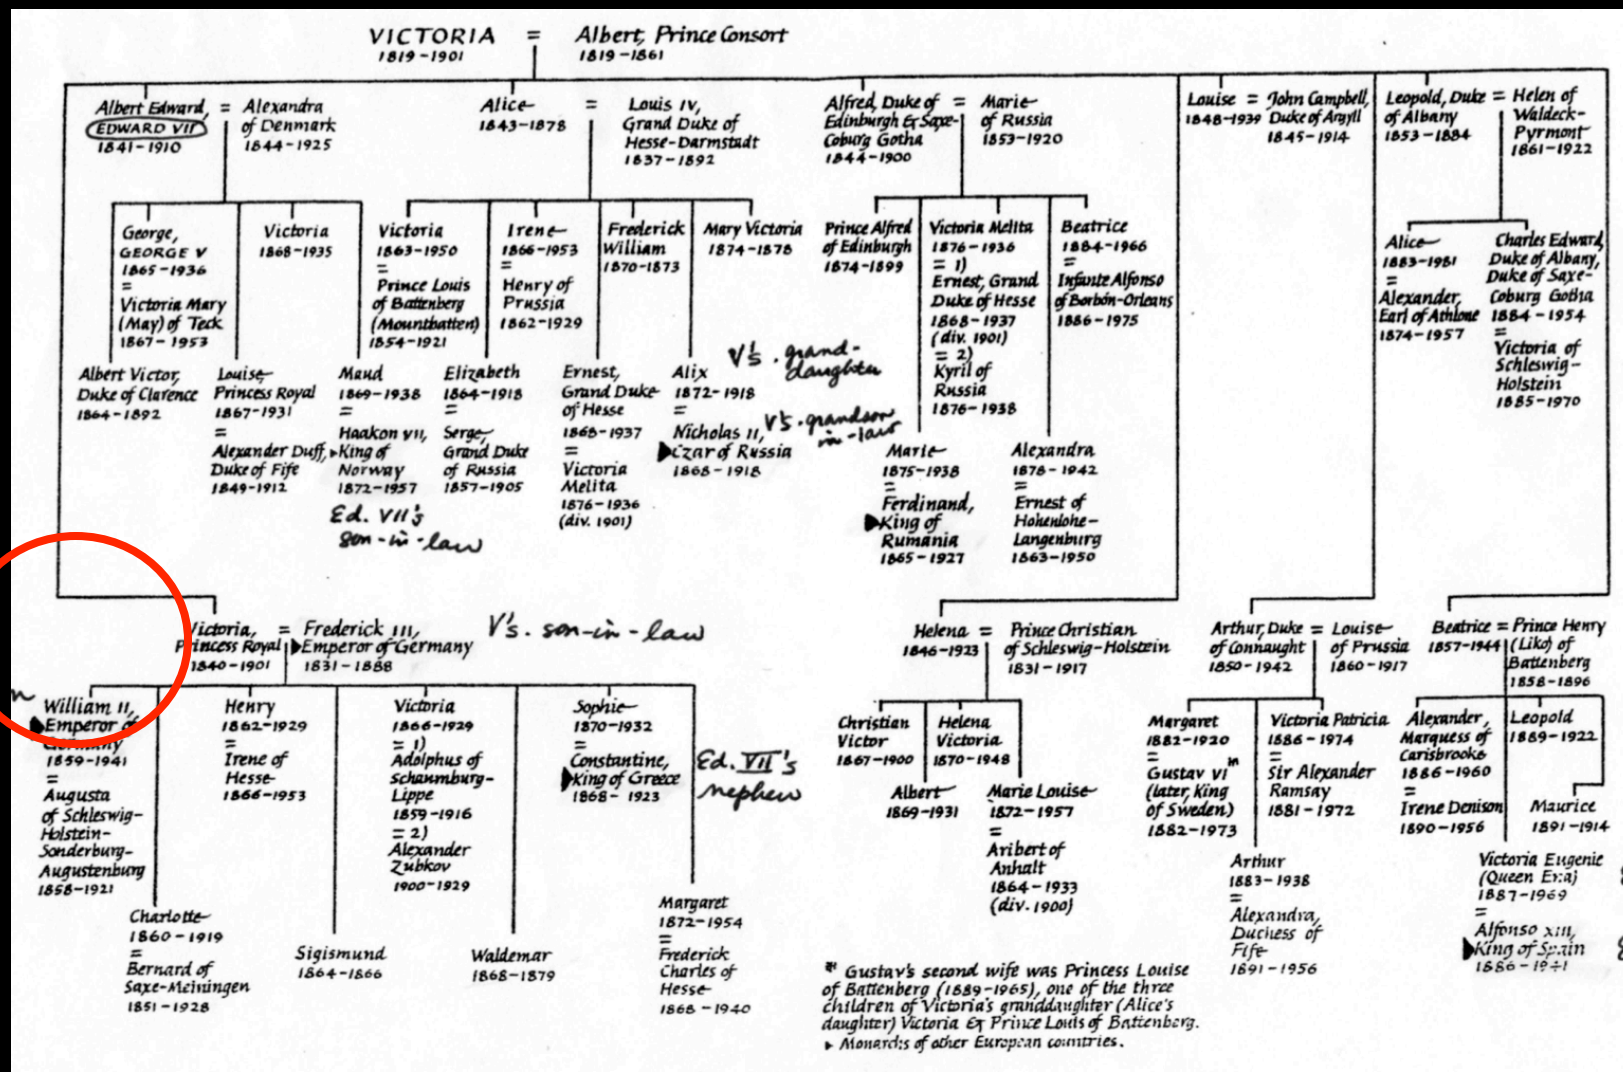 VICTORIA = Albert, Prince Consort
1819-1901 1819-1861
Albert Edward, = Alexandra
EDWARD VII of Denmark
1841-1910 1844-1925
Alice = Louis IV,
1843-1878 Grand Duke of
Hesse-Darmstadt
1837-1892
Alfred, Duke of = Marie
Edinburgh & Saxe- of Russia
Coburg Gotha 1853-1920
1844-1900
Louise = John Campbell,
1848-1939 Duke of Argyll
1845-1914
Leopold, Duke = Helen of
of Albany Waldeck-
1853-1884 Pyrmont
1861-1922
George,
GEORGE V
1865-1936
=
Victoria Mary
(May) of Teck
1867-1953
Victoria
1868-1935
Victoria
1863-1950
=
Prince Louis
of Battenberg
(Mountbatten)
1854-1921
Irene
1866-1953
=
Henry of
Prussia
1862-1929
Frederick
William
1870-1873
Mary Victoria
1874-1878
Prince Alfred
of Edinburgh
1874-1899
Victoria Melita
1876-1936
= 1)
Ernest, Grand
Duke of Hesse
1868-1937
(div. 1901)
= 2)
Kyril of
Russia
1876-1938
Beatrice
1884-1966
=
Infante Alfonso
of Borbón-Orleans
1886-1975
Alice
1883-1981
=
Alexander,
Earl of Athlone
1874-1957
Charles Edward,
Duke of Albany,
Duke of Saxe-
Coburg Gotha
1884-1954
=
Victoria of
Schleswig-
Holstein
1885-1970
Albert Victor,
Duke of Clarence
1864-1892
Louise,
Princess Royal
1867-1931
=
Alexander Duff,
Duke of Fife
1849-1912
Maud
1869-1938
=
Haakon VII,
King of
Norway
1872-1957
Ed. VII's
son-in-law
Elizabeth
1864-1918
=
Serge,
Grand Duke
of Russia
1857-1905
Ernest,
Grand Duke
of Hesse
1868-1937
=
Victoria
Melita
1876-1936
(div. 1901)
Alix
1872-1918
=
Nicholas II,
Czar of Russia
1868-1918
V's. grand-
daughter
V's. grandson
in-law
Marie
1875-1938
=
Ferdinand,
King of
Rumania
1865-1927
Alexandra
1878-1942
=
Ernest of
Hohenlohe-
Langenburg
1863-1950
Victoria, = Frederick III,
Princess Royal Emperor of Germany
1840-1901 1831-1888
V's. son-in-law
Helena = Prince Christian
1846-1923 of Schleswig-Holstein
1831-1917
Arthur, Duke = Louise
of Connaught of Prussia
1850-1942 1860-1917
Beatrice = Prince Henry
1857-1944 (Liko) of
Battenberg
1858-1896
William II,
Emperor of
Germany
1859-1941
=
Augusta
of Schleswig-
Holstein-
Sonderburg-
Augustenburg
1858-1921
Henry
1862-1929
=
Irene of
Hesse
1866-1953
Victoria
1866-1929
= 1)
Adolphus of
Schaumburg-
Lippe
1859-1916
= 2)
Alexander
Zubkov
1900-1929
Sophie
1870-1932
=
Constantine,
King of Greece
1868-1923
Ed. VII's
nephew
Christian
Victor
1867-1900
Helena
Victoria
1870-1948
Margaret
1882-1920
=
Gustav VI
(later, King
of Sweden)
1882-1973
Victoria Patricia
1886-1974
=
Sir Alexander
Ramsay
1881-1972
Alexander,
Marquess of
Carisbrooke
1886-1960
=
Irene Denison
1890-1956
Leopold
1889-1922
Albert
1869-1931
Marie Louise
1872-1957
=
Aribert of
Anhalt
1864-1933
(div. 1900)
Maurice
1891-1914
Charlotte
1860-1919
=
Bernard of
Saxe-Meiningen
1851-1928
Sigismund
1864-1866
Waldemar
1868-1879
Margaret
1872-1954
=
Frederick
Charles of
Hesse
1868-1940
Arthur
1883-1938
=
Alexandra,
Duchess of
Fife
1891-1956
Victoria Eugenie
(Queen Ena)
1887-1969
=
Alfonso XIII,
King of Spain
1886-1941
Gustav's second wife was Princess Louise
of Battenberg (1889-1965), one of the three
children of Victoria's granddaughter (Alice's
daughter) Victoria & Prince Louis of Battenberg.
▸ Monarchs of other European countries.